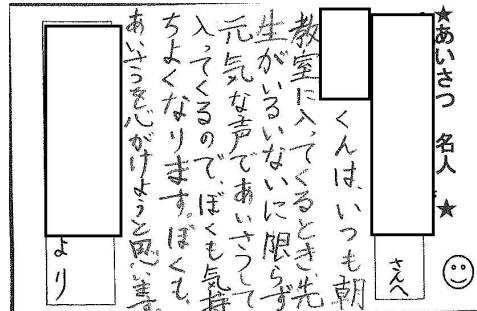 ★あいさつ 名人★
さんへ
くんは、いつも朝
教室に入ってくるとき、先
生がいるいないに限らず
元気な声であいさつして
入ってくるので、ぼくも気持
ちよくなります。ぼくも、
あいさつを心がけようと思います。
より